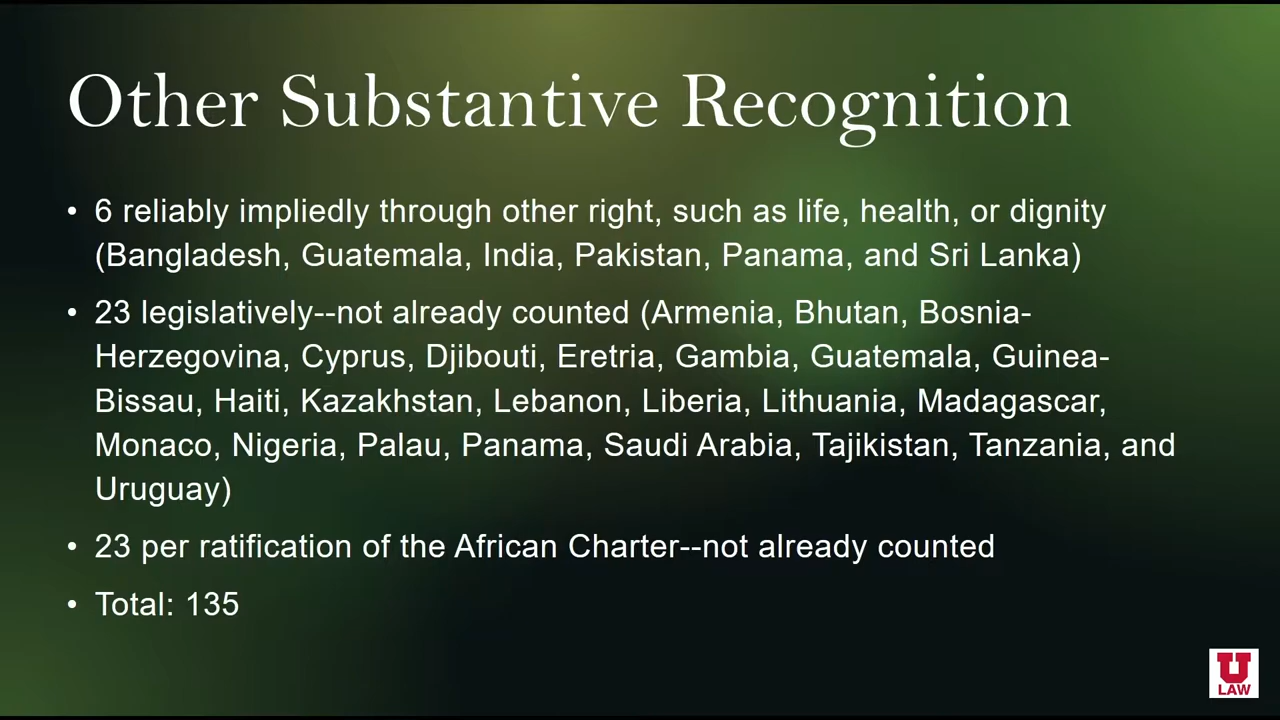 Other Substantive Recognition
• 6 reliably impliedly through other right, such as life, health, or dignity
(Bangladesh, Guatemala, India, Pakistan, Panama, and Sri Lanka)
• 23 legislatively--not already counted (Armenia, Bhutan, Bosnia-
Herzegovina, Cyprus, Djibouti, Eretria, Gambia, Guatemala, Guinea-
Bissau, Haiti, Kazakhstan, Lebanon, Liberia, Lithuania, Madagascar,
Monaco, Nigeria, Palau, Panama, Saudi Arabia, Tajikistan, Tanzania, and
Uruguay)
• 23 per ratification of the African Charter--not already counted
• Total: 135
U
LAW